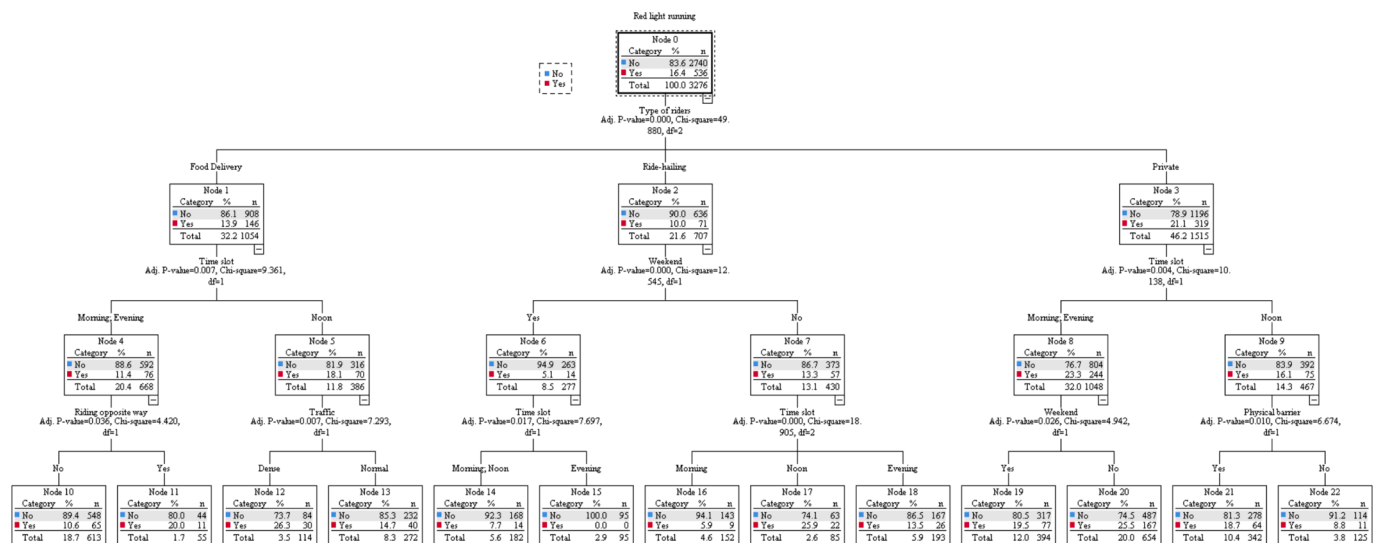 Red light running
Node 0
Category % n
No 83.6 2740
Yes 16.4 536
Total 100.0 3276
No
Yes
Type of riders
Adj. P-value=0.000, Chi-square=49.
880, df=2
Food Delivery
Ride-hailing
Private
Node 1
Category % n
No 86.1 908
Yes 13.9 146
Total 32.2 1054
Node 2
Category % n
No 90.0 636
Yes 10.0 71
Total 21.6 707
Node 3
Category % n
No 78.9 1196
Yes 21.1 319
Total 46.2 1515
Time slot
Adj. P-value=0.007, Chi-square=9.361,
df=1
Weekend
Adj. P-value=0.000, Chi-square=12.
545, df=1
Time slot
Adj. P-value=0.004, Chi-square=10.
138, df=1
Morning; Evening
Noon
Yes
No
Morning; Evening
Noon
Node 4
Category % n
No 88.6 592
Yes 11.4 76
Total 20.4 668
Node 5
Category % n
No 81.9 316
Yes 18.1 70
Total 11.8 386
Node 6
Category % n
No 94.9 263
Yes 5.1 14
Total 8.5 277
Node 7
Category % n
No 86.7 373
Yes 13.3 57
Total 13.1 430
Node 8
Category % n
No 76.7 804
Yes 23.3 244
Total 32.0 1048
Node 9
Category % n
No 83.9 392
Yes 16.1 75
Total 14.3 467
Riding opposite way
Adj. P-value=0.036, Chi-square=4.420,
df=1
Traffic
Adj. P-value=0.007, Chi-square=7.293,
df=1
Time slot
Adj. P-value=0.017, Chi-square=7.697,
df=1
Time slot
Adj. P-value=0.000, Chi-square=18.
905, df=2
Weekend
Adj. P-value=0.026, Chi-square=4.942,
df=1
Physical barrier
Adj. P-value=0.010, Chi-square=6.674,
df=1
No
Yes
Dense
Normal
Morning; Noon
Evening
Morning
Noon
Evening
Yes
No
Yes
No
Node 10
Category % n
No 89.4 548
Yes 10.6 65
Total 18.7 613
Node 11
Category % n
No 80.0 44
Yes 20.0 11
Total 1.7 55
Node 12
Category % n
No 73.7 84
Yes 26.3 30
Total 3.5 114
Node 13
Category % n
No 85.3 232
Yes 14.7 40
Total 8.3 272
Node 14
Category % n
No 92.3 168
Yes 7.7 14
Total 5.6 182
Node 15
Category % n
No 100.0 95
Yes 0.0 0
Total 2.9 95
Node 16
Category % n
No 94.1 143
Yes 5.9 9
Total 4.6 152
Node 17
Category % n
No 74.1 63
Yes 25.9 22
Total 2.6 85
Node 18
Category % n
No 86.5 167
Yes 13.5 26
Total 5.9 193
Node 19
Category % n
No 80.5 317
Yes 19.5 77
Total 12.0 394
Node 20
Category % n
No 74.5 487
Yes 25.5 167
Total 20.0 654
Node 21
Category % n
No 81.3 278
Yes 18.7 64
Total 10.4 342
Node 22
Category % n
No 91.2 114
Yes 8.8 11
Total 3.8 125